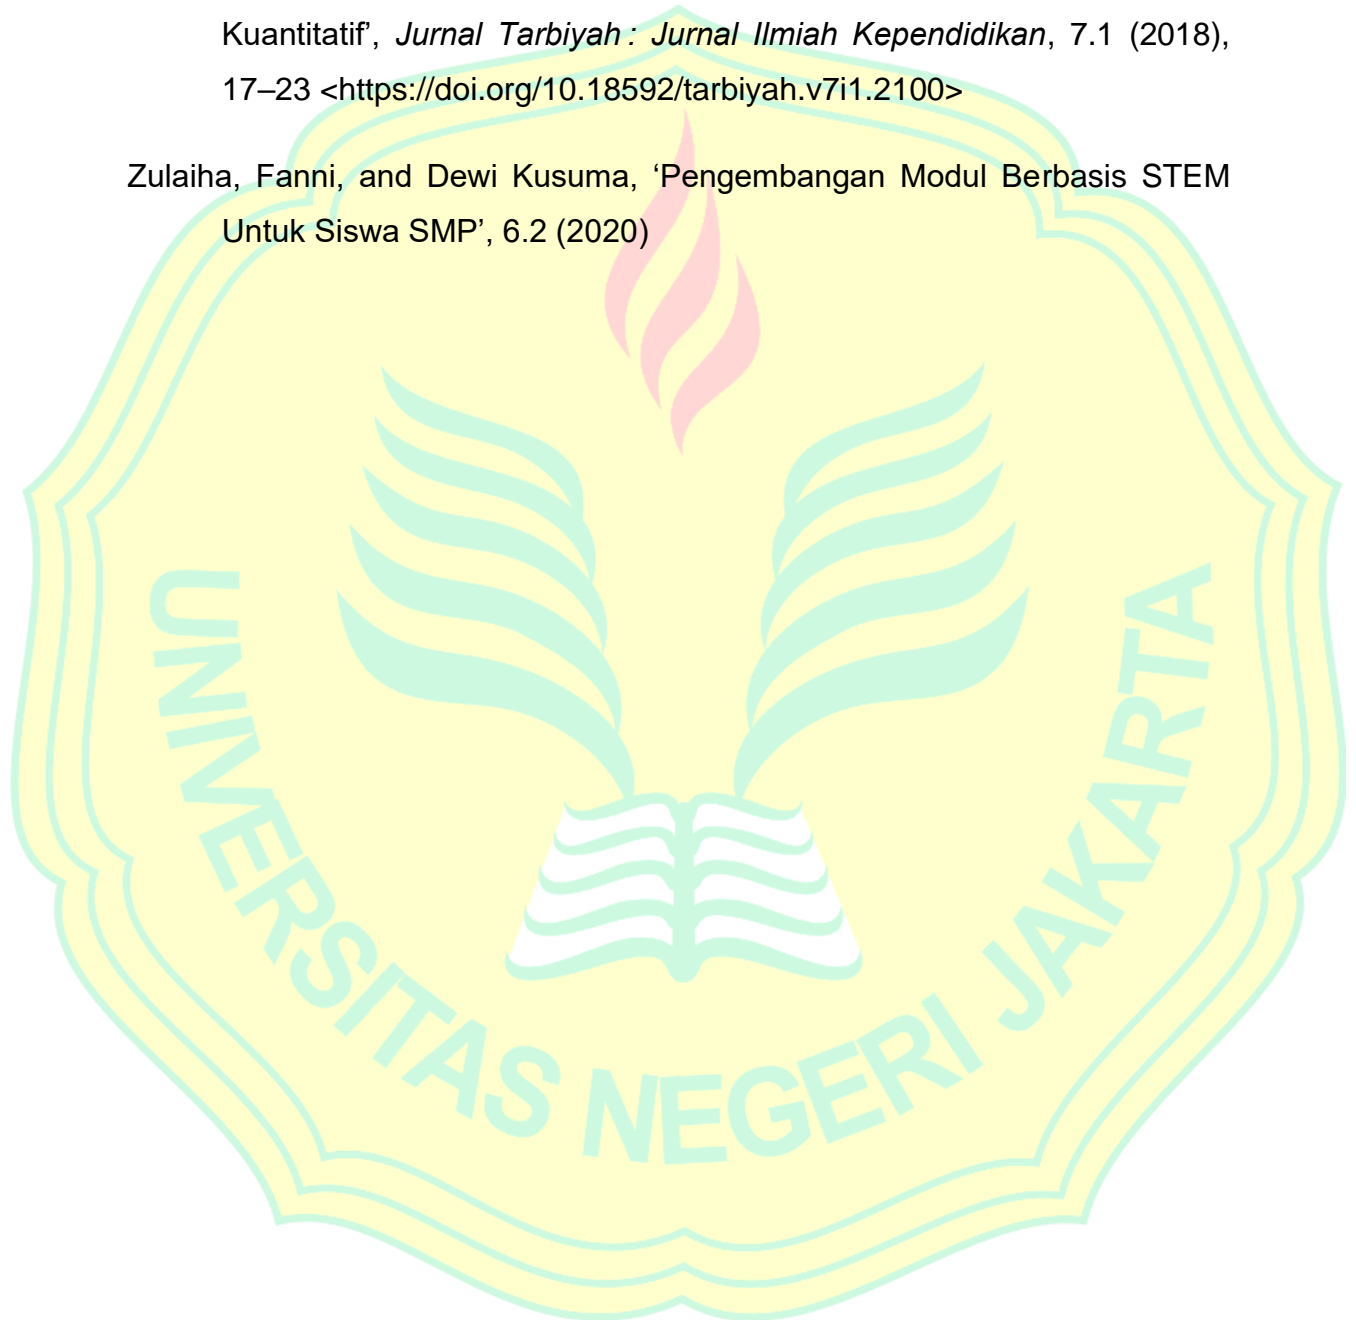 Kuantitatif’, Jurnal Tarbiyah : Jurnal Ilmiah Kependidikan, 7.1 (2018),
17–23 <https://doi.org/10.18592/tarbiyah.v7i1.2100>
Zulaiha, Fanni, and Dewi Kusuma, ‘Pengembangan Modul Berbasis STEM
Untuk Siswa SMP’, 6.2 (2020)
UNIVERSITAS NEGERI JAKARTA